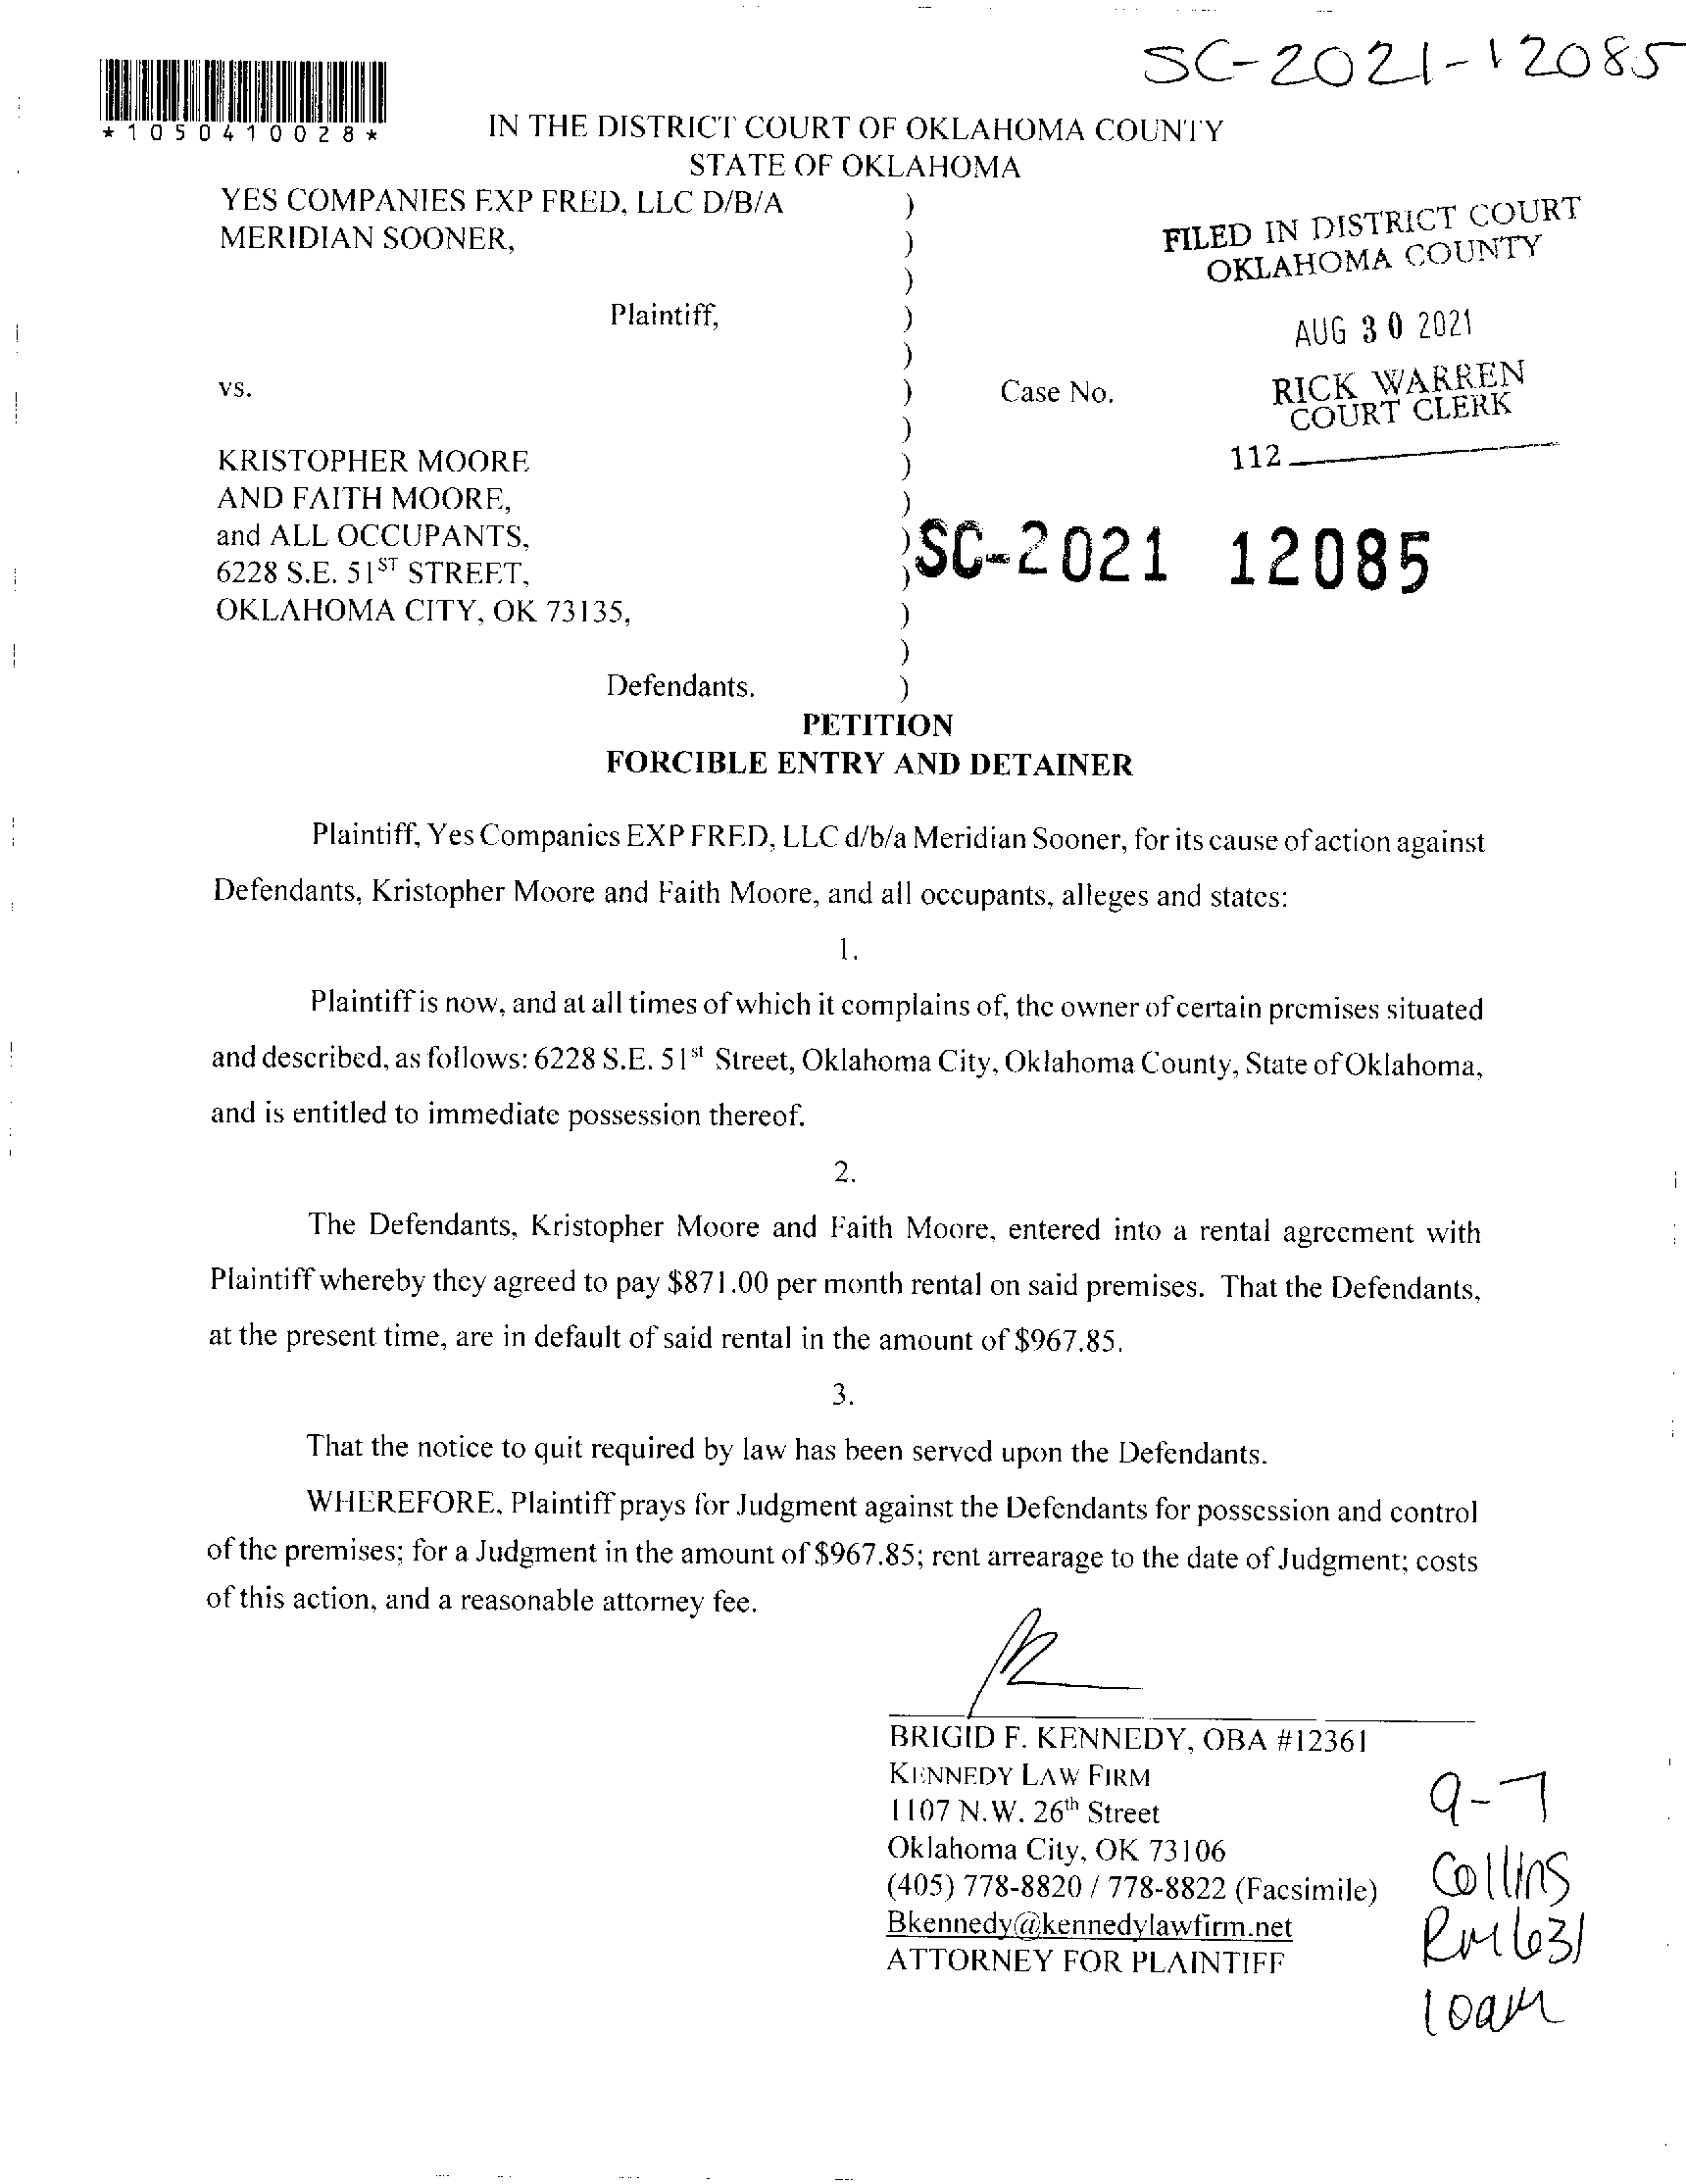 SC-2021-12085
*1050410028*
IN THE DISTRICT COURT OF OKLAHOMA COUNTY
STATE OF OKLAHOMA
YES COMPANIES EXP FRED, LLC D/B/A )
MERIDIAN SOONER, )
)
Plaintiff, )
)
vs. ) Case No.
)
KRISTOPHER MOORE )
AND FAITH MOORE, )
and ALL OCCUPANTS, )
6228 S.E. 51ST STREET, )
OKLAHOMA CITY, OK 73135, )
)
Defendants. )
FILED IN DISTRICT COURT
OKLAHOMA COUNTY
AUG 30 2021
RICK WARREN
COURT CLERK
112
SC-2021 12085
PETITION
FORCIBLE ENTRY AND DETAINER
Plaintiff, Yes Companies EXP FRED, LLC d/b/a Meridian Sooner, for its cause of action against
Defendants, Kristopher Moore and Faith Moore, and all occupants, alleges and states:
1.
Plaintiff is now, and at all times of which it complains of, the owner of certain premises situated
and described, as follows: 6228 S.E. 51st Street, Oklahoma City, Oklahoma County, State of Oklahoma,
and is entitled to immediate possession thereof.
2.
The Defendants, Kristopher Moore and Faith Moore, entered into a rental agreement with
Plaintiff whereby they agreed to pay $871.00 per month rental on said premises. That the Defendants,
at the present time, are in default of said rental in the amount of $967.85.
3.
That the notice to quit required by law has been served upon the Defendants.
WHEREFORE, Plaintiff prays for Judgment against the Defendants for possession and control
of the premises; for a Judgment in the amount of $967.85; rent arrearage to the date of Judgment; costs
of this action, and a reasonable attorney fee.
BRIGID F. KENNEDY, OBA #12361
KENNEDY LAW FIRM
1107 N.W. 26th Street
Oklahoma City, OK 73106
(405) 778-8820 / 778-8822 (Facsimile)
Bkennedy@kennedylawfirm.net
ATTORNEY FOR PLAINTIFF
9-7
Collins
Rm 631
10am